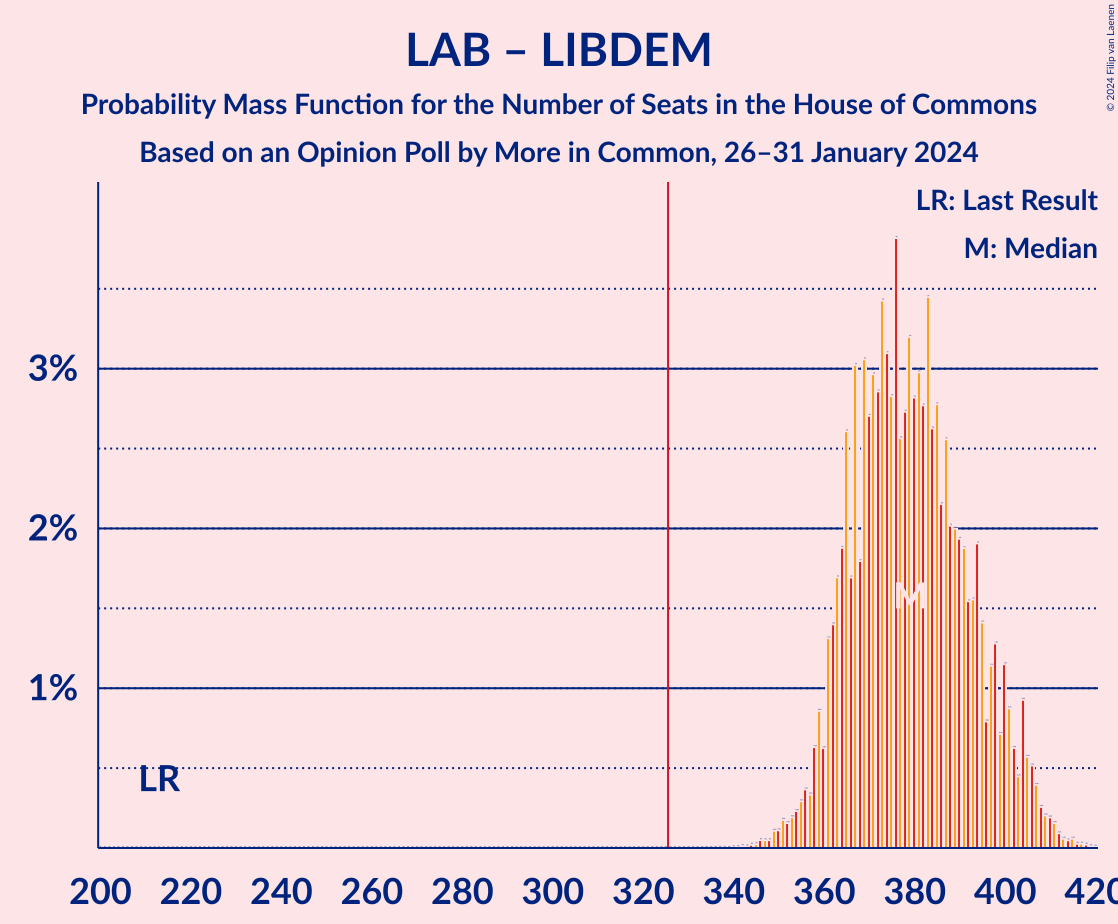 LAB – LIBDEM
Probability Mass Function for the Number of Seats in the House of Commons
Based on an Opinion Poll by More in Common, 26–31 January 2024
© 2024 Filip van Laenen
LR: Last Result
M: Median
3%
2%
1%
M
LR
200 220 240 260 280 300 320 340 360 380 400 420